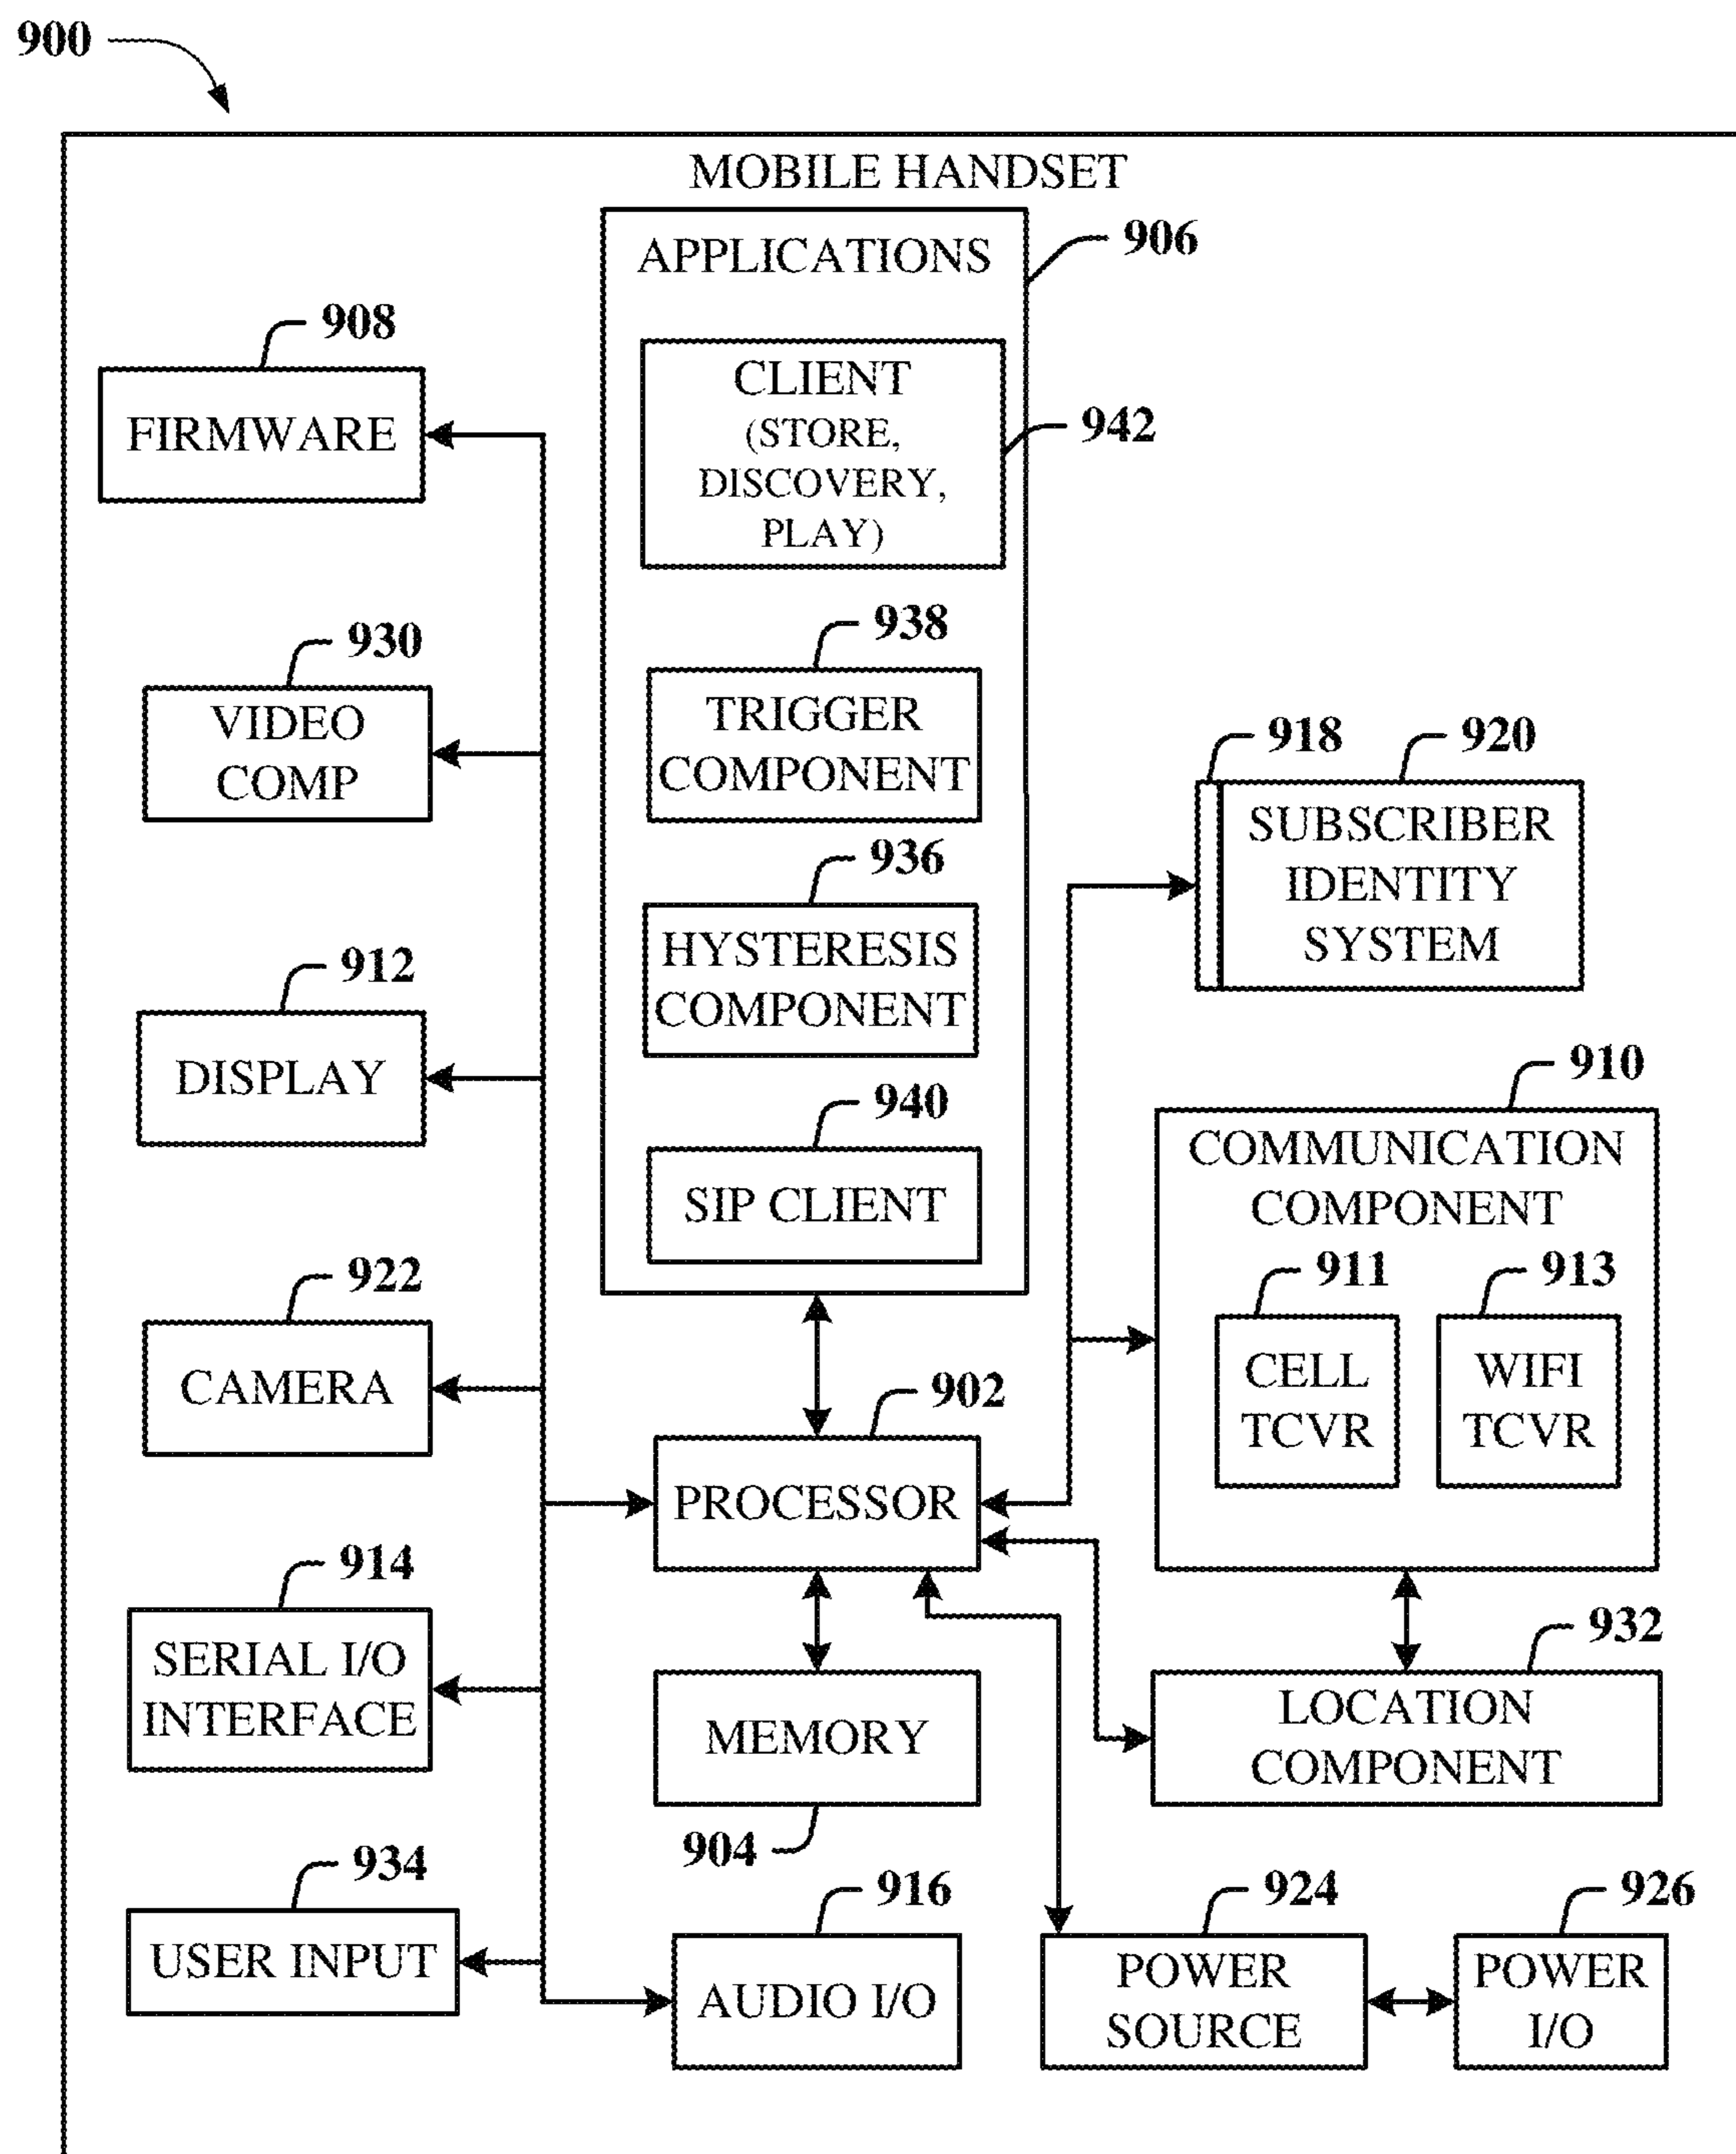 900
MOBILE HANDSET
APPLICATIONS
906
CLIENT
(STORE,
DISCOVERY,
PLAY)
942
908
FIRMWARE
938
TRIGGER
COMPONENT
930
VIDEO
COMP
918
920
SUBSCRIBER
IDENTITY
SYSTEM
936
HYSTERESIS
COMPONENT
912
DISPLAY
940
SIP CLIENT
910
COMMUNICATION
COMPONENT
911
CELL
TCVR
913
WIFI
TCVR
922
CAMERA
902
PROCESSOR
914
SERIAL I/O
INTERFACE
MEMORY
904
932
LOCATION
COMPONENT
934
USER INPUT
916
AUDIO I/O
924
POWER
SOURCE
926
POWER
I/O